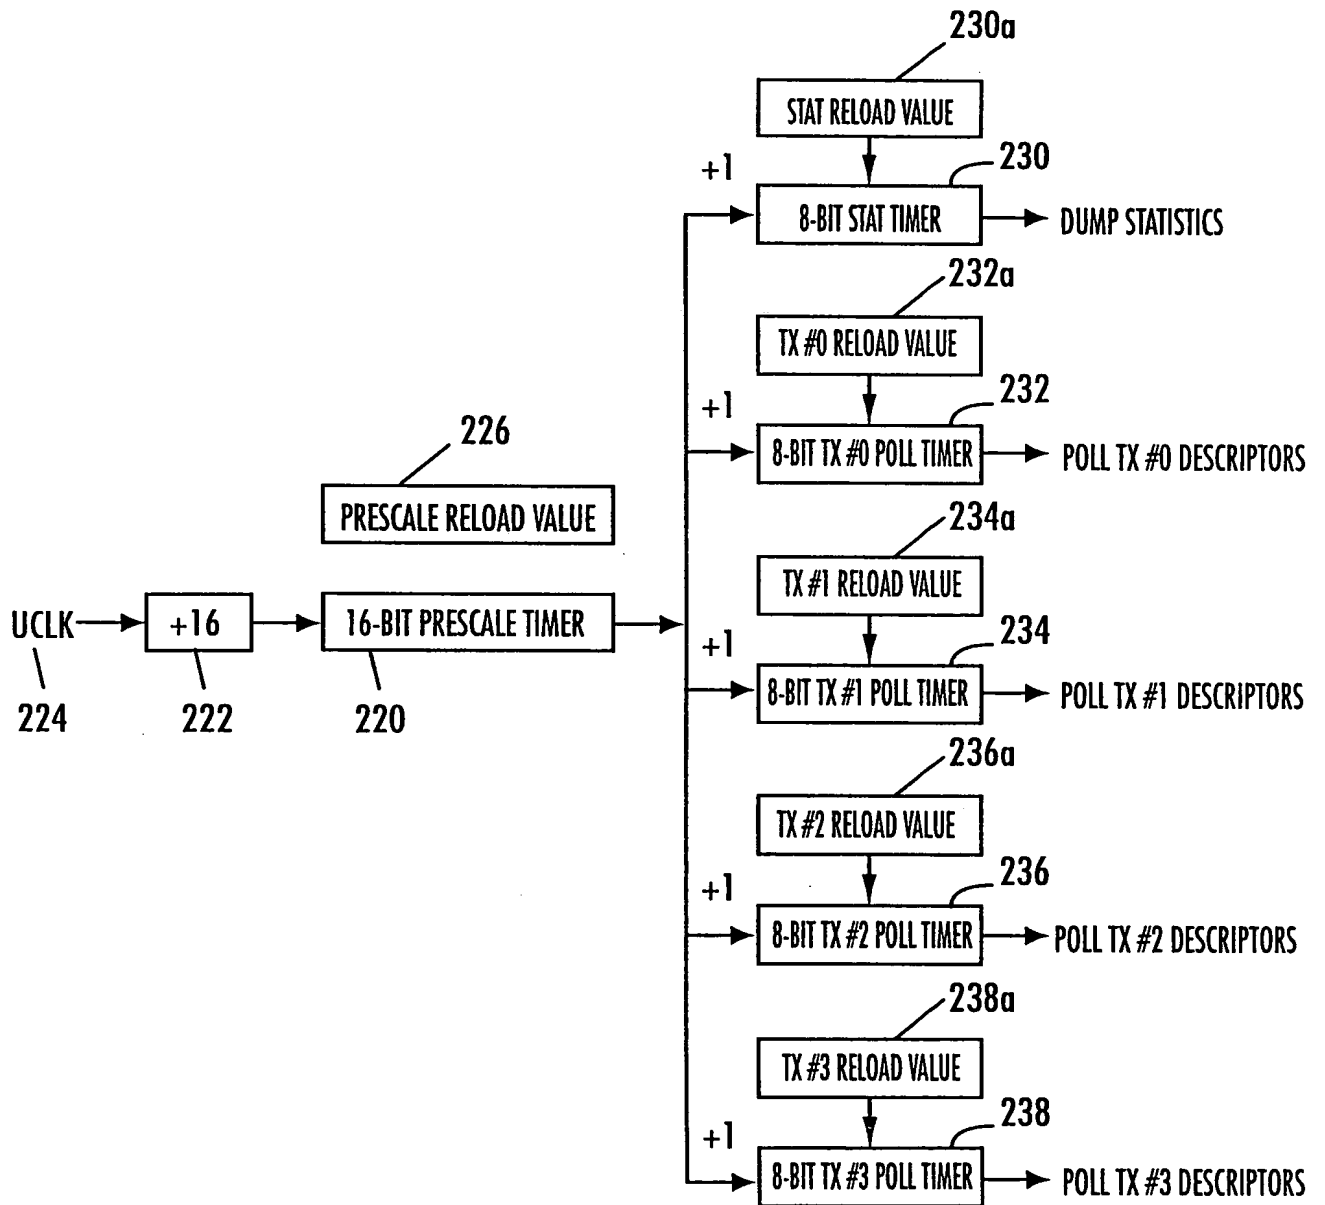 230a
STAT RELOAD VALUE
230
+1
8-BIT STAT TIMER
DUMP STATISTICS
232a
TX #0 RELOAD VALUE
232
+1
8-BIT TX #0 POLL TIMER
POLL TX #0 DESCRIPTORS
226
PRESCALE RELOAD VALUE
234a
TX #1 RELOAD VALUE
UCLK
+16
16-BIT PRESCALE TIMER
234
+1
8-BIT TX #1 POLL TIMER
POLL TX #1 DESCRIPTORS
224
222
220
236a
TX #2 RELOAD VALUE
236
+1
8-BIT TX #2 POLL TIMER
POLL TX #2 DESCRIPTORS
238a
TX #3 RELOAD VALUE
238
+1
8-BIT TX #3 POLL TIMER
POLL TX #3 DESCRIPTORS